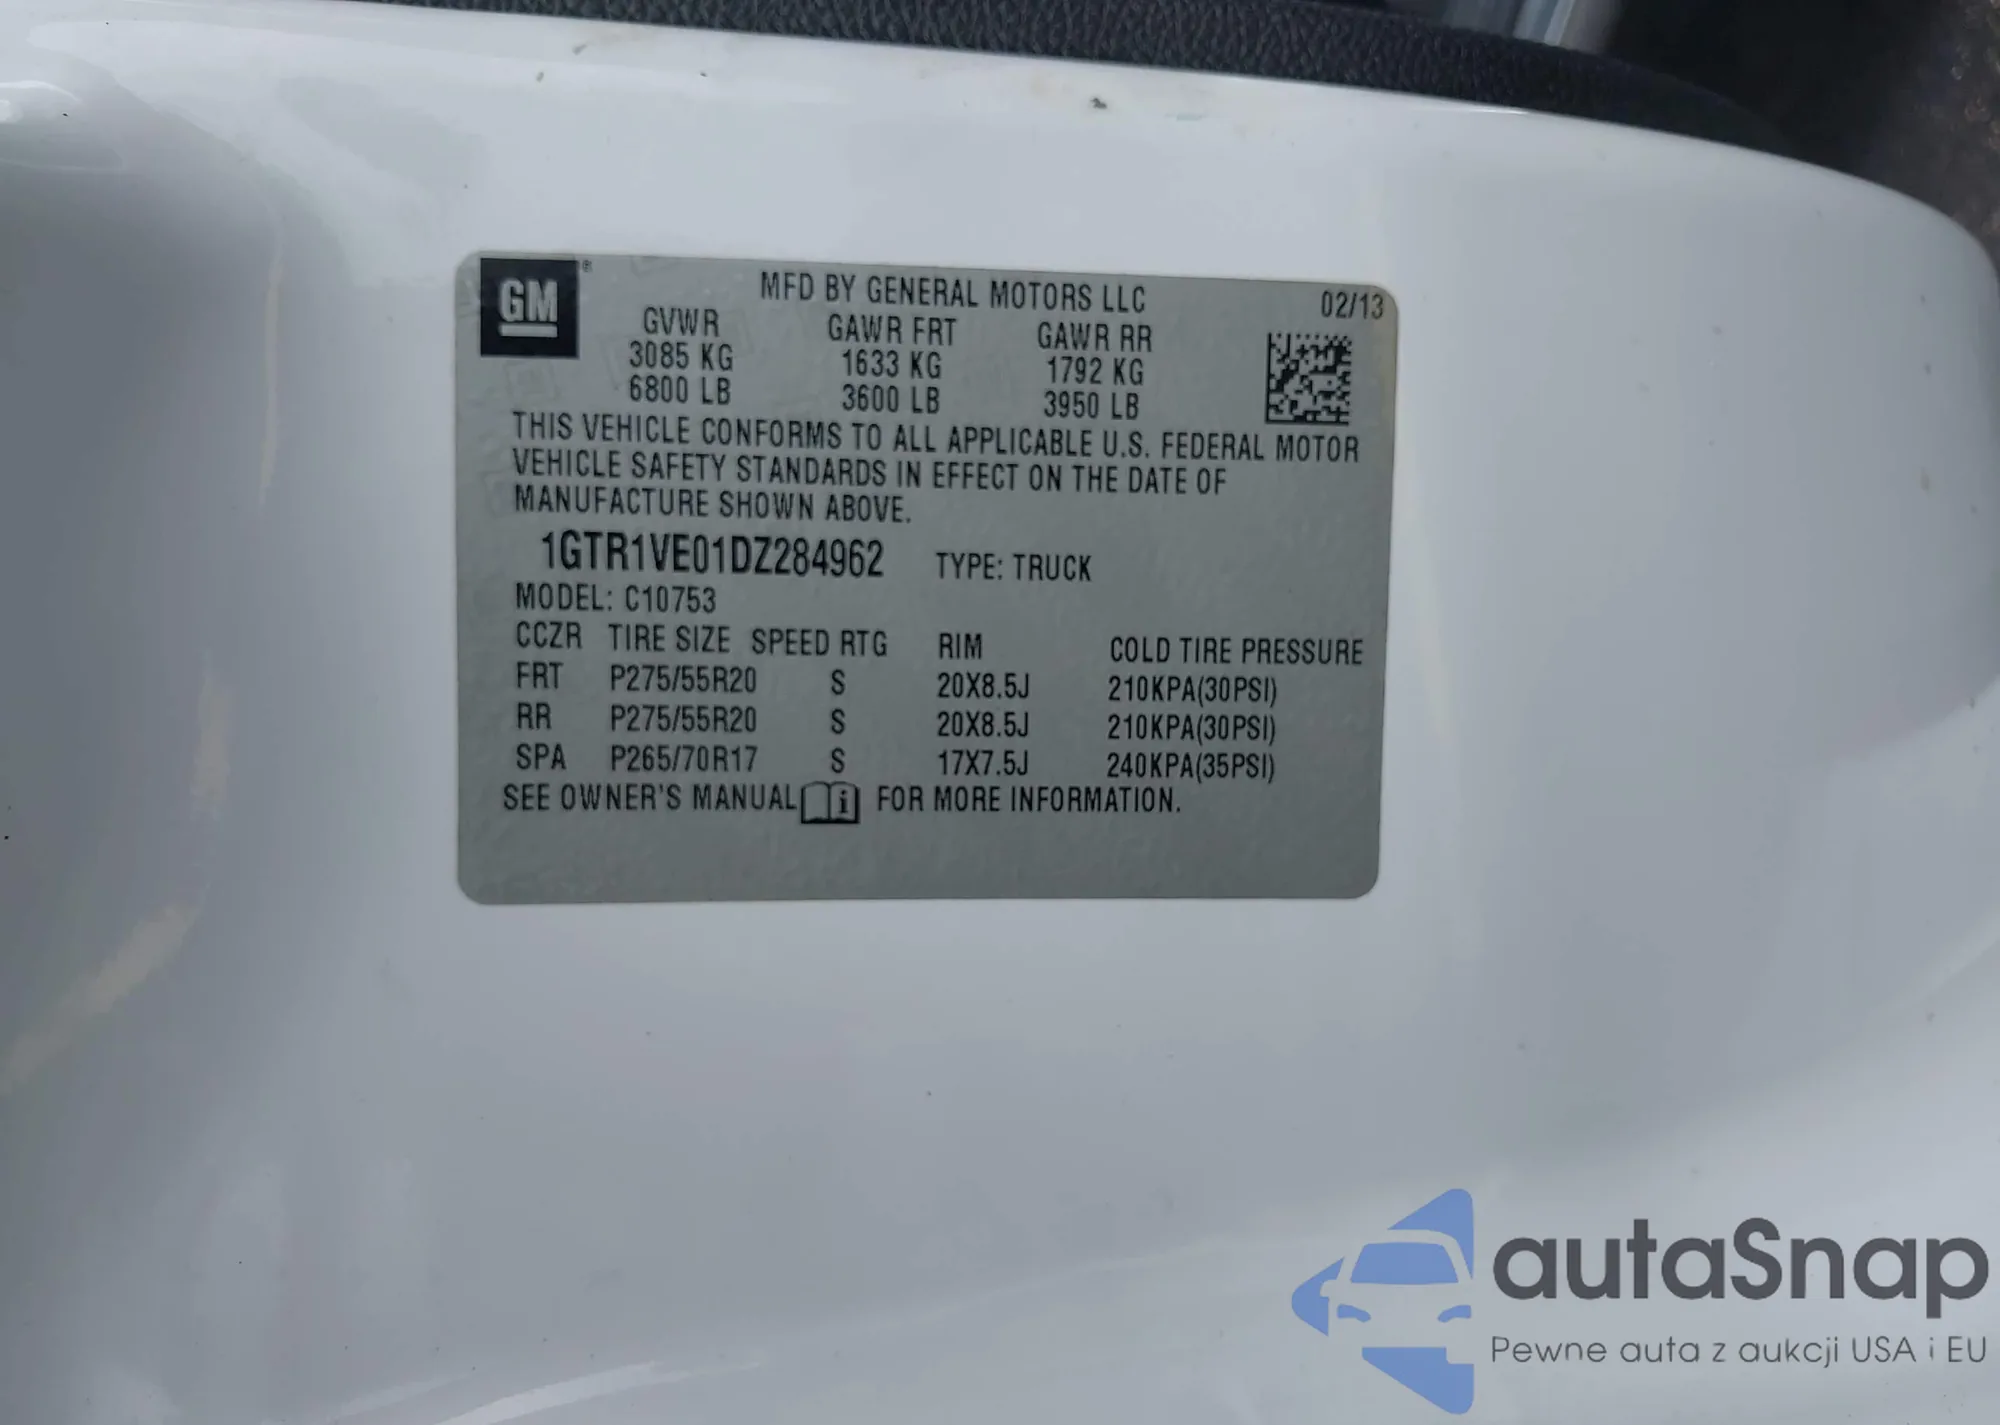 GM
MFD BY GENERAL MOTORS LLC 02/13
GVWR GAWR FRT GAWR RR
3085 KG 1633 KG 1792 KG
6800 LB 3600 LB 3950 LB
THIS VEHICLE CONFORMS TO ALL APPLICABLE U.S. FEDERAL MOTOR
VEHICLE SAFETY STANDARDS IN EFFECT ON THE DATE OF
MANUFACTURE SHOWN ABOVE.
1GTR1VE01DZ284962 TYPE: TRUCK
MODEL: C10753
CCZR TIRE SIZE SPEED RTG RIM COLD TIRE PRESSURE
FRT P275/55R20 S 20X8.5J 210KPA(30PSI)
RR P275/55R20 S 20X8.5J 210KPA(30PSI)
SPA P265/70R17 S 17X7.5J 240KPA(35PSI)
SEE OWNER'S MANUAL i FOR MORE INFORMATION.
autaSnap
Pewne auta z aukcji USA i EU